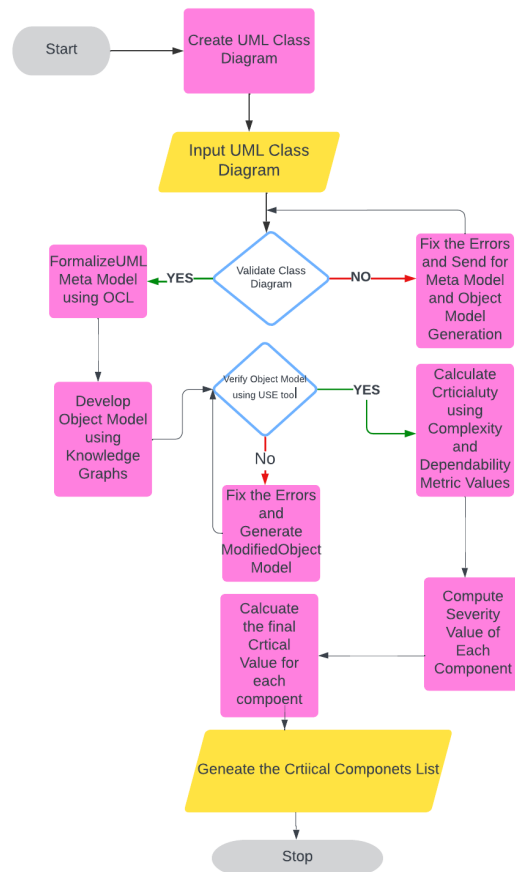 Start
Create UML Class
Diagram
Input UML Class
Diagram
Validate Class
Diagram
YES
NO
FormalizeUML
Meta Model
using OCL
Fix the Errors
and Send for
Meta Model
and Object
Model
Generation
Develop
Object Model
using
Knowledge
Graphs
Verify Object Model
using USE tool
YES
No
Calculate
Crticialuty
using
Complexity
and
Dependability
Metric Values
Fix the Errors
and
Generate
ModifiedObject
Model
Compute
Severity
Value of
Each
Component
Calcuate
the final
Crtical
Value for
each
compoent
Geneate the Crtiical Componets List
Stop